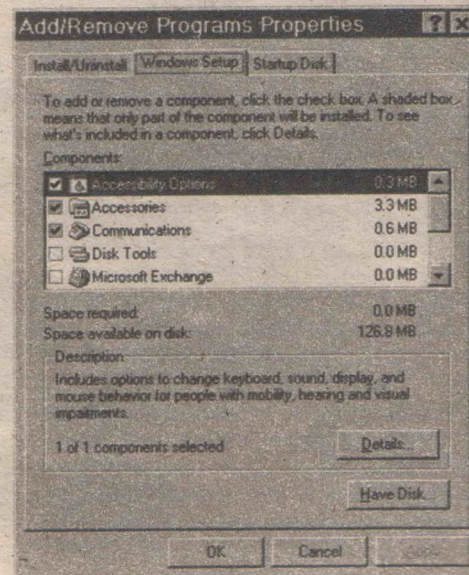 Add/Remove Programs Properties
Install/Uninstall Windows Setup Startup Disk
To add or remove a component, click the check box. A shaded box
means that only part of the component will be installed. To see
what's included in a component, click Details.
Components:
Accessibility Options 0.3 MB
Accessories 3.3 MB
Communications 0.6 MB
Disk Tools 0.0 MB
Microsoft Exchange 0.0 MB
Space required: 0.0 MB
Space available on disk: 126.8 MB
Description
Includes options to change keyboard, sound, display, and
mouse behavior for people with mobility, hearing and visual
impairments.
1 of 1 components selected
Details...
Have Disk...
OK Cancel Apply